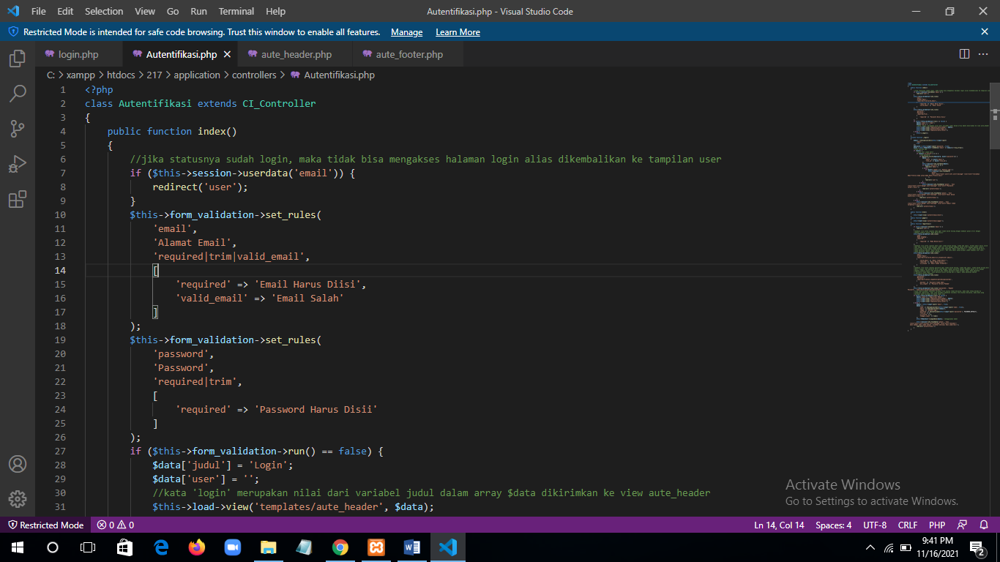 File Edit Selection View Go Run Terminal Help Autentifikasi.php - Visual Studio Code
Restricted Mode is intended for safe code browsing. Trust this window to enable all features. Manage Learn More
login.php Autentifikasi.php aute_header.php aute_footer.php
C: > xampp > htdocs > 217 > application > controllers > Autentifikasi.php
1 <?php
2 class Autentifikasi extends CI_Controller
3 {
4 public function index()
5 {
6 //jika statusnya sudah login, maka tidak bisa mengakses halaman login alias dikembalikan ke tampilan user
7 if ($this->session->userdata('email')) {
8 redirect('user');
9 }
10 $this->form_validation->set_rules(
11 'email',
12 'Alamat Email',
13 'required|trim|valid_email',
14 [
15 'required' => 'Email Harus Diisi',
16 'valid_email' => 'Email Salah'
17 ]
18 );
19 $this->form_validation->set_rules(
20 'password',
21 'Password',
22 'required|trim',
23 [
24 'required' => 'Password Harus Disii'
25 ]
26 );
27 if ($this->form_validation->run() == false) {
28 $data['judul'] = 'Login';
29 $data['user'] = '';
30 //kata 'login' merupakan nilai dari variabel judul dalam array $data dikirimkan ke view aute_header
31 $this->load->view('templates/aute_header', $data);
Activate Windows
Go to Settings to activate Windows.
Restricted Mode 0 0 Ln 14, Col 14 Spaces: 4 UTF-8 CRLF PHP
9:41 PM
11/16/2021
2